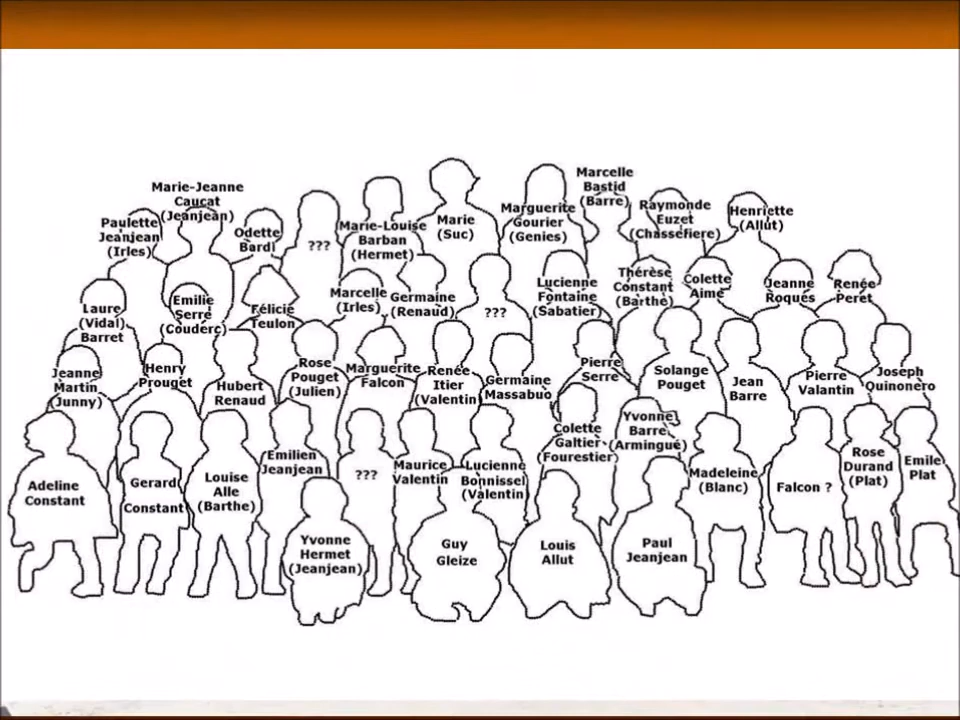 Marie-Jeanne
Caucat
(Jeanjean)
Paulette
Jeanjean
(Irles)
Odette
Bardi
???
Marie-Louise
Barban
(Hermet)
Marie
(Suc)
Marguerite
Gourier
(Genies)
Marcelle
Bastid
(Barre)
Raymonde
Euzet
(Chassefiere)
Henriette
(Allut)
Laure
(Vidal)
Barret
Emilie
Serre
(Couderc)
Félicie
Teulon
Marcelle
(Irles)
Germaine
(Renaud)
???
Lucienne
Fontaine
(Sabatier)
Thérèse
Constant
(Barthe)
Colette
Aimé
Jeanne
Roques
Renée
Peret
Jeanne
Martin
(Junny)
Henry
Prouget
Hubert
Renaud
Rose
Pouget
(Julien)
Marguerite
Falcon
Renée
Itier
(Valentin)
Germaine
Massabuo
Pierre
Serre
Solange
Pouget
Jean
Barre
Pierre
Valantin
Joseph
Quinonero
Adeline
Constant
Gerard
Constant
Louise
Alle
(Barthe)
Emilien
Jeanjean
???
Maurice
Valentin
Lucienne
Bonnissel
(Valentin
Colette
Galtier
(Fourestier)
Yvonne
Barre
(Armingué)
Madeleine
(Blanc)
Falcon ?
Rose
Durand
(Plat)
Emile
Plat
Yvonne
Hermet
(Jeanjean)
Guy
Gleize
Louis
Allut
Paul
Jeanjean